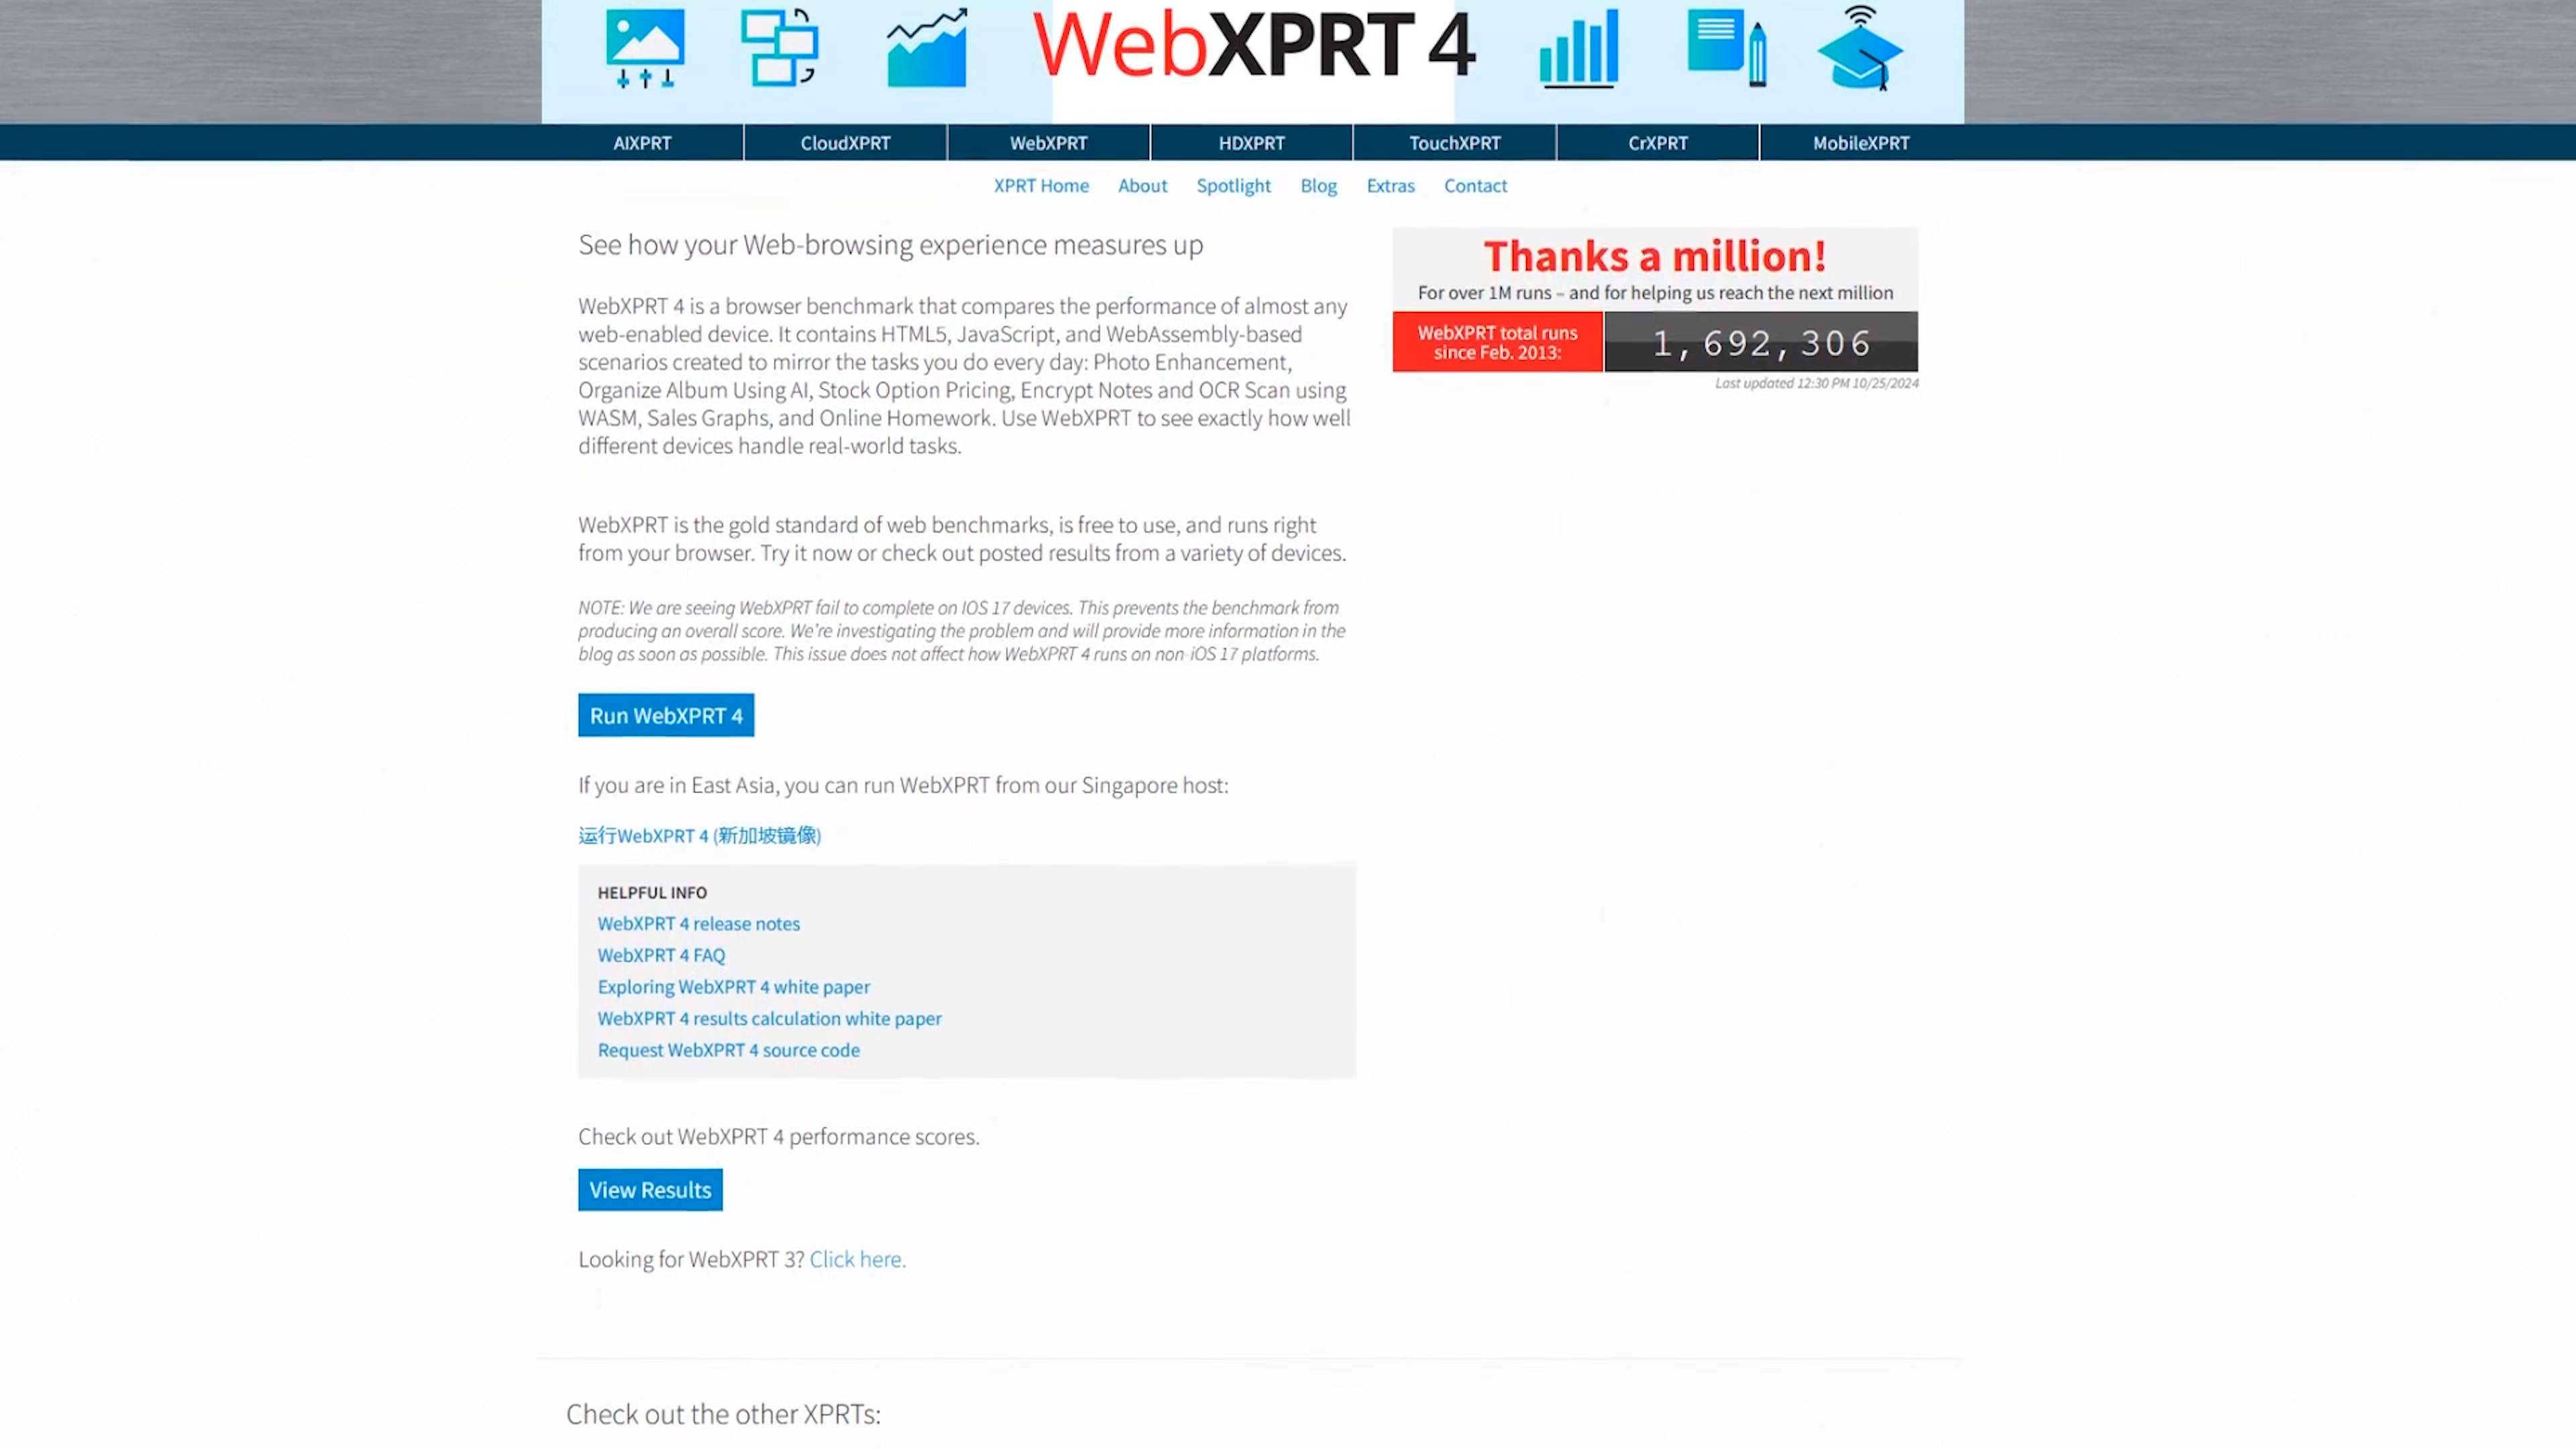 WebXPRT 4
AIXPRT
CloudXPRT
WebXPRT
HDXPRT
TouchXPRT
CrXPRT
MobileXPRT
XPRT Home
About
Spotlight
Blog
Extras
Contact
See how your Web-browsing experience measures up
WebXPRT 4 is a browser benchmark that compares the performance of almost any
web-enabled device. It contains HTML5, JavaScript, and WebAssembly-based
scenarios created to mirror the tasks you do every day: Photo Enhancement,
Organize Album Using AI, Stock Option Pricing, Encrypt Notes and OCR Scan using
WASM, Sales Graphs, and Online Homework. Use WebXPRT to see exactly how well
different devices handle real-world tasks.
WebXPRT is the gold standard of web benchmarks, is free to use, and runs right
from your browser. Try it now or check out posted results from a variety of devices.
NOTE: We are seeing WebXPRT fail to complete on IOS 17 devices. This prevents the benchmark from
producing an overall score. We're investigating the problem and will provide more information in the
blog as soon as possible. This issue does not affect how WebXPRT 4 runs on non-iOS 17 platforms.
Run WebXPRT 4
If you are in East Asia, you can run WebXPRT from our Singapore host:
运行WebXPRT 4 (新加坡镜像)
HELPFUL INFO
WebXPRT 4 release notes
WebXPRT 4 FAQ
Exploring WebXPRT 4 white paper
WebXPRT 4 results calculation white paper
Request WebXPRT 4 source code
Check out WebXPRT 4 performance scores.
View Results
Looking for WebXPRT 3? Click here.
Thanks a million!
For over 1M runs – and for helping us reach the next million
WebXPRT total runs
since Feb. 2013:
1,692,306
Last updated 12:30 PM 10/25/2024
Check out the other XPRTs: